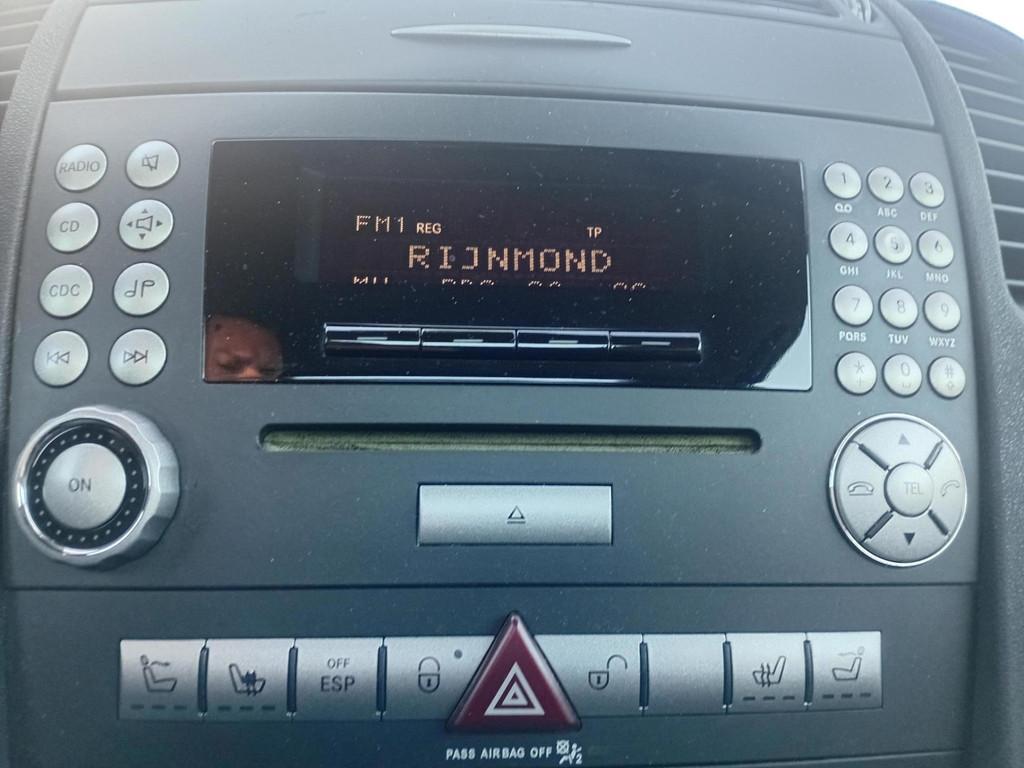 RADIO
FM1 REG TP
RIJNMOND
CD
CDC
1 2 3
ABC DEF
4 5 6
GHI JKL MNO
7 8 9
PQRS TUV WXYZ
* 0 #
ON
TEL
OFF
ESP
PASS AIRBAG OFF